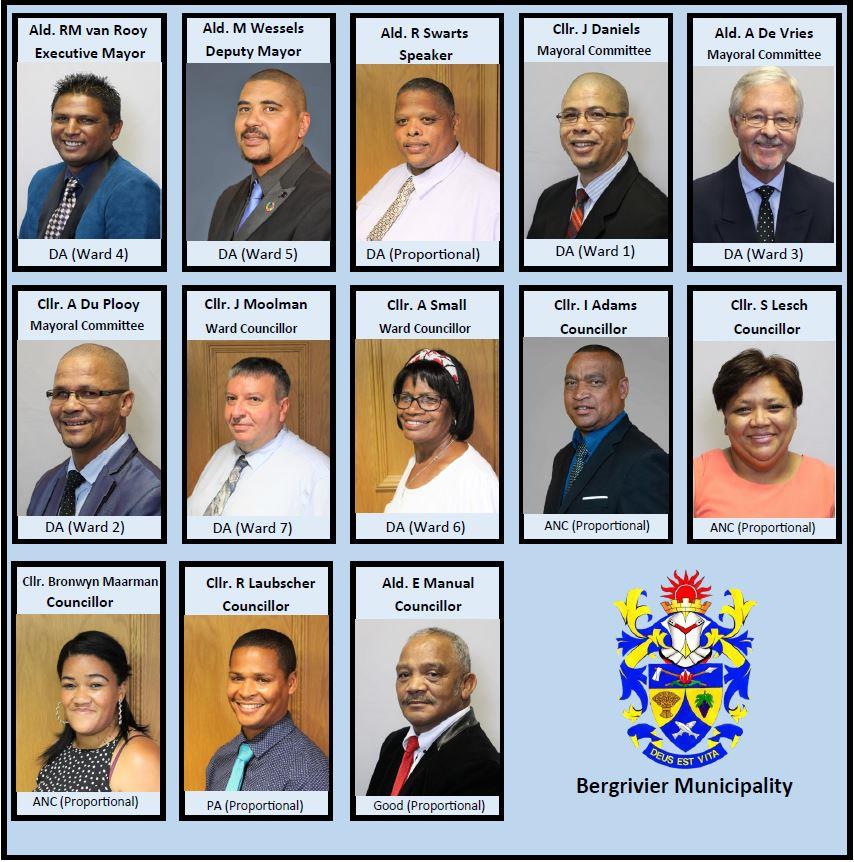 Ald. RM van Rooy
Executive Mayor
DA (Ward 4)
Ald. M Wessels
Deputy Mayor
DA (Ward 5)
Ald. R Swarts
Speaker
DA (Proportional)
Cllr. J Daniels
Mayoral Committee
DA (Ward 1)
Ald. A De Vries
Mayoral Committee
DA (Ward 3)
Cllr. A Du Plooy
Mayoral Committee
DA (Ward 2)
Cllr. J Moolman
Ward Councillor
DA (Ward 7)
Cllr. A Small
Ward Councillor
DA (Ward 6)
Cllr. I Adams
Councillor
ANC (Proportional)
Cllr. S Lesch
Councillor
ANC (Proportional)
Cllr. Bronwyn Maarman
Councillor
ANC (Proportional)
Cllr. R Laubscher
Councillor
PA (Proportional)
Ald. E Manual
Councillor
Good (Proportional)
DEUS EST VITA
Bergrivier Municipality